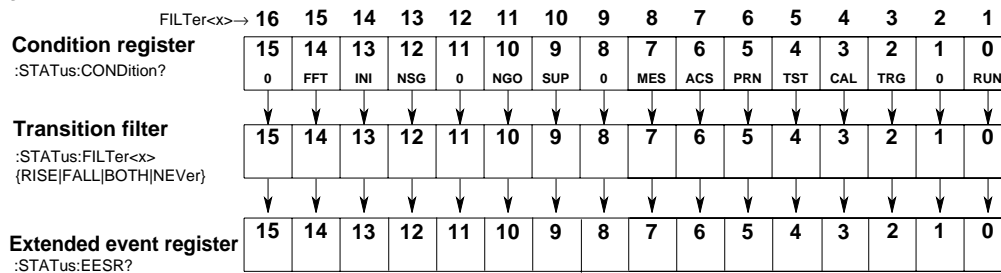 FILTer<x>→ 16 15 14 13 12 11 10 9 8 7 6 5 4 3 2 1
Condition register
:STATus:CONDition?
15 14 13 12 11 10 9 8 7 6 5 4 3 2 1 0
0 FFT INI NSG 0 NGO SUP 0 MES ACS PRN TST CAL TRG 0 RUN
Transition filter
:STATus:FILTer<x>
{RISE|FALL|BOTH|NEVer}
15 14 13 12 11 10 9 8 7 6 5 4 3 2 1 0
Extended event register
:STATus:EESR?
15 14 13 12 11 10 9 8 7 6 5 4 3 2 1 0